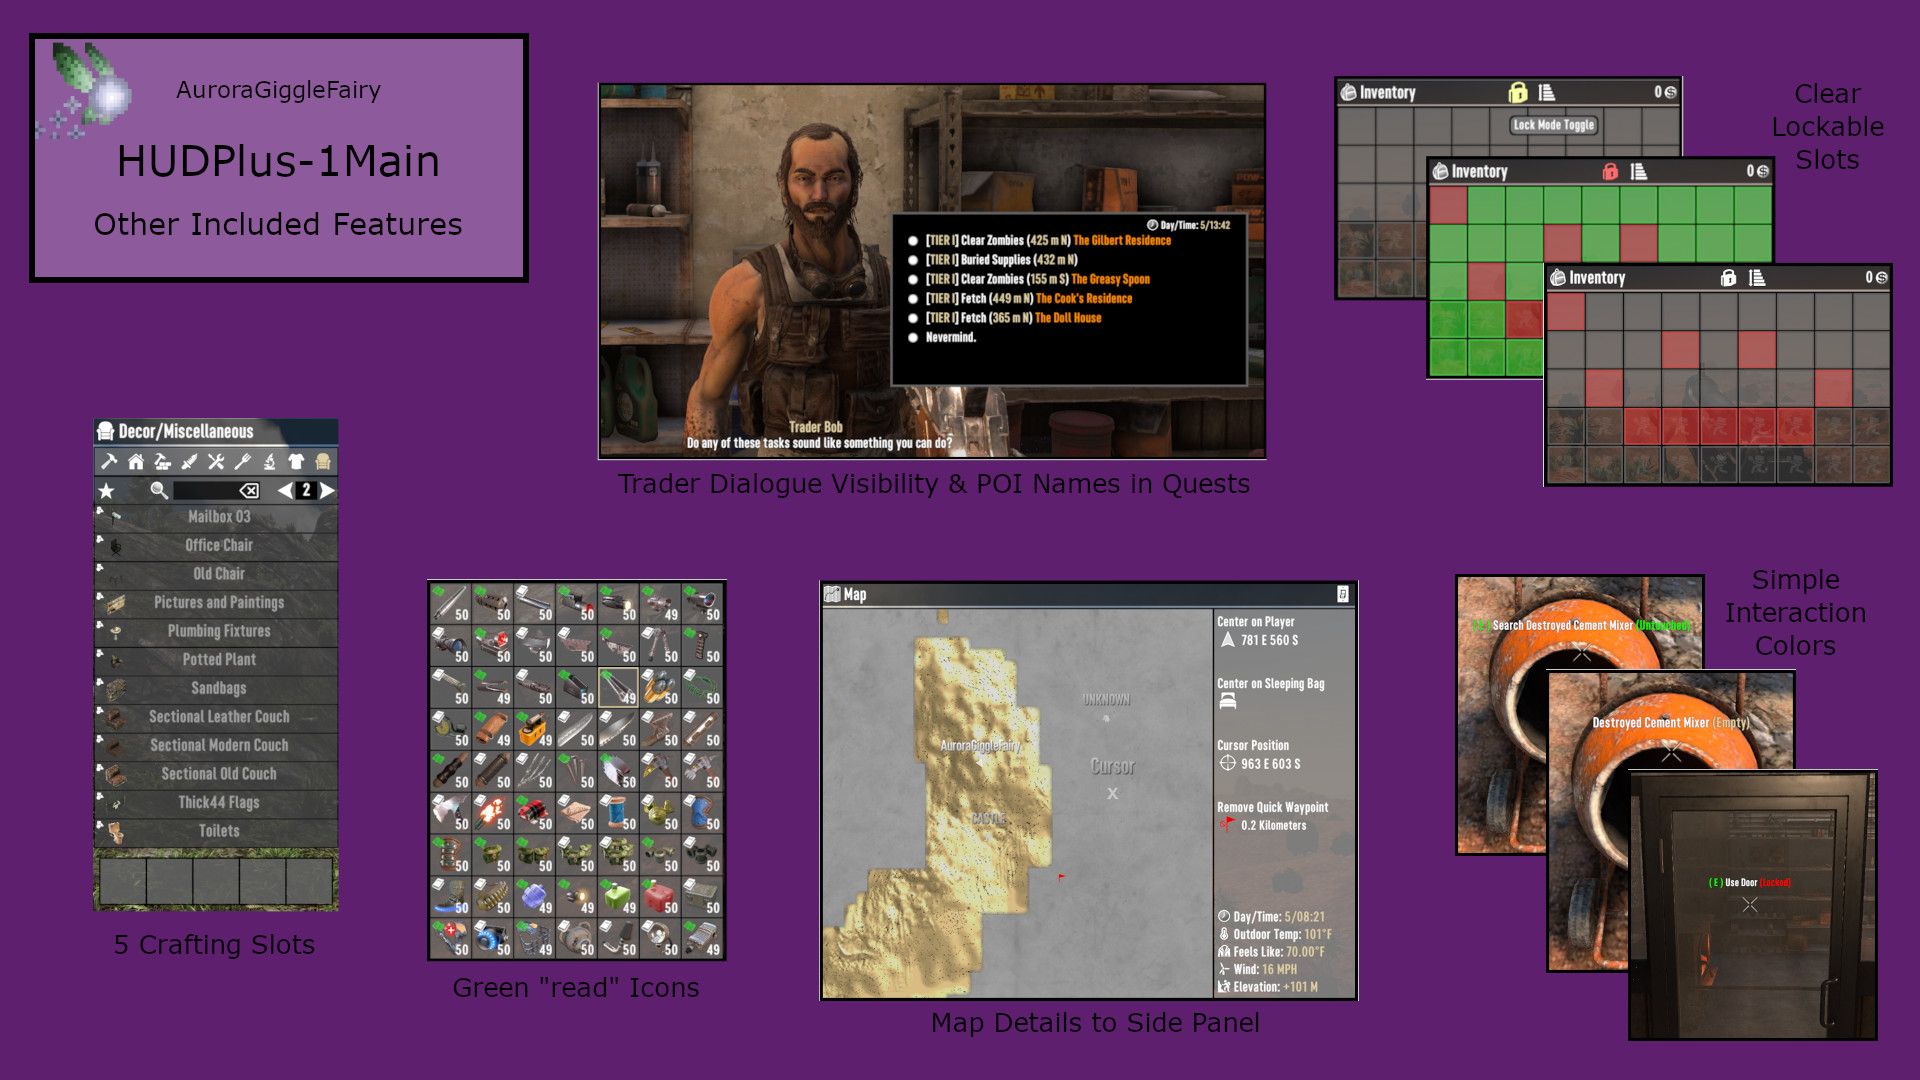 AuroraGiggleFairy
HUDPlus-1Main
Other Included Features
Day/Time: 5/13:42
[TIER I] Clear Zombies (425 m N) The Gilbert Residence
[TIER I] Buried Supplies (432 m N)
[TIER I] Clear Zombies (155 m S) The Greasy Spoon
[TIER I] Fetch (449 m N) The Cook's Residence
[TIER I] Fetch (365 m N) The Doll House
Nevermind.
Trader Bob
Do any of these tasks sound like something you can do?
Trader Dialogue Visibility & POI Names in Quests
Inventory
0
Lock Mode Toggle
Inventory
0
Inventory
0
Clear
Lockable
Slots
Decor/Miscellaneous
2
Mailbox 03
Office Chair
Old Chair
Pictures and Paintings
Plumbing Fixtures
Potted Plant
Sandbags
Sectional Leather Couch
Sectional Modern Couch
Sectional Old Couch
Thick44 Flags
Toilets
5 Crafting Slots
50 50 50 50 50 49 50
50 50 50 50 50 50 50
50 49 50 50 49 50 50
50 49 49 50 50 50 50
50 50 50 50 50 50 50
50 50 50 50 50 50 50
50 50 50 50 50 50 50
50 50 49 49 49 50 50
50 50 49 50 50 50 49
Green "read" Icons
Map
UNKNOWN
AuroraGiggleFairy
Cursor
X
CASTLE
Center on Player
781 E 560 S
Center on Sleeping Bag
Cursor Position
963 E 603 S
Remove Quick Waypoint
0.2 Kilometers
Day/Time: 5/08:21
Outdoor Temp: 101°F
Feels Like: 70.00°F
Wind: 16 MPH
Elevation: +101 M
Map Details to Side Panel
Simple
Interaction
Colors
( E ) Search Destroyed Cement Mixer (Untouched)
Destroyed Cement Mixer (Empty)
( E ) Use Door (Locked)